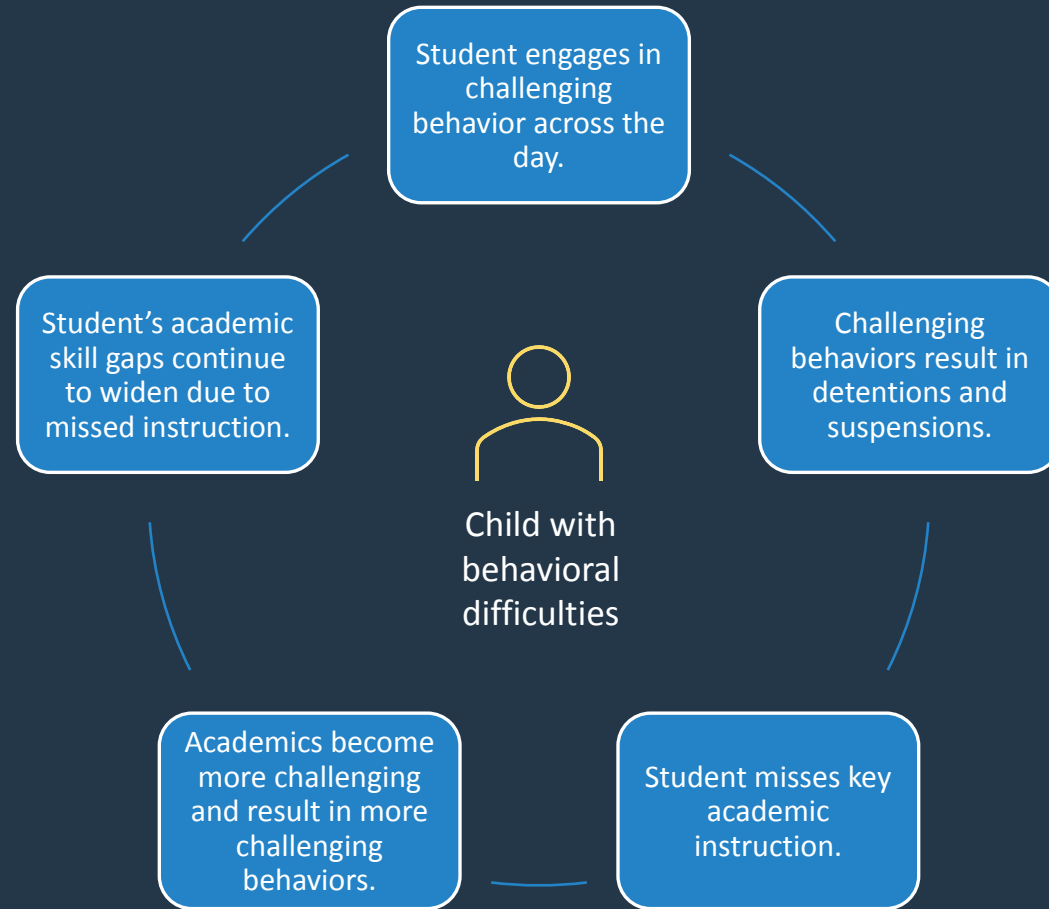 Student engages in
challenging
behavior across the
day.
Challenging
behaviors result in
detentions and
suspensions.
Student misses key
academic
instruction.
Academics become
more challenging
and result in more
challenging
behaviors.
Student’s academic
skill gaps continue
to widen due to
missed instruction.
Child with
behavioral
difficulties